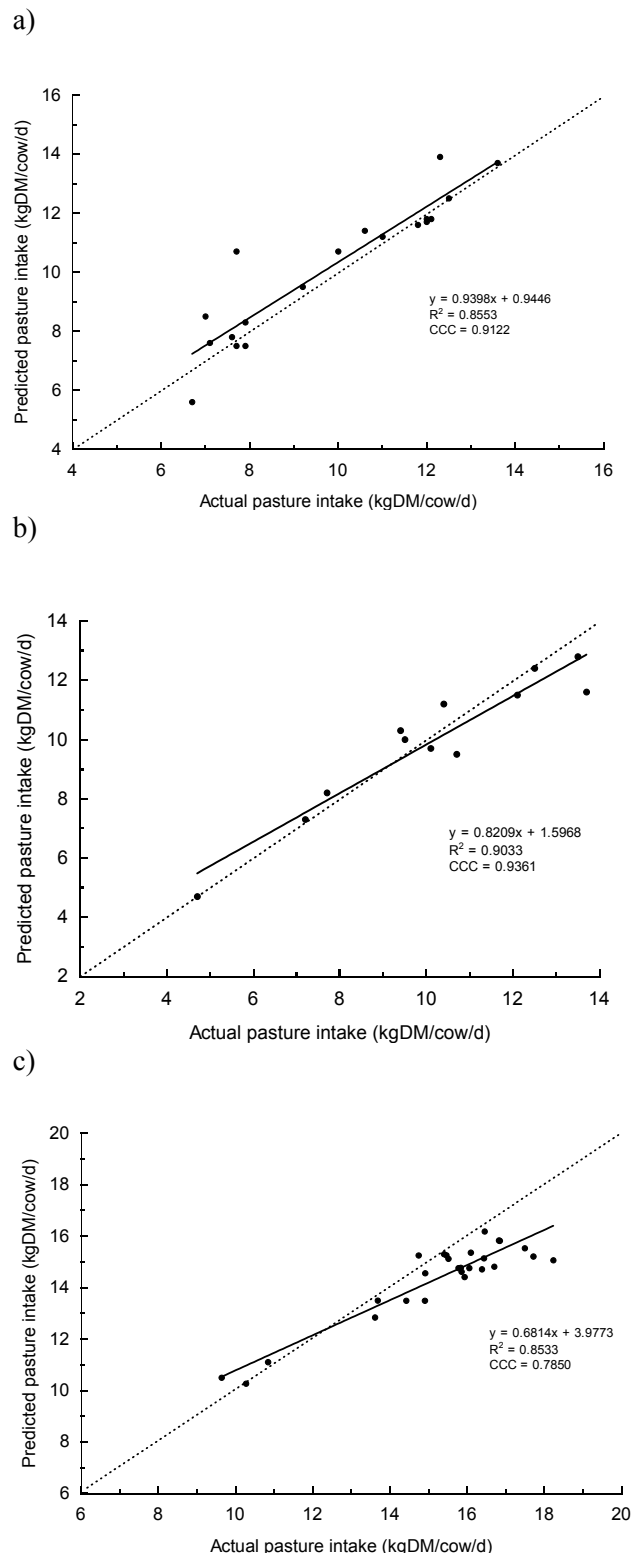 a)
16
14
12
10
8
6
4
Predicted pasture intake (kgDM/cow/d)
y = 0.9398x + 0.9446
R² = 0.8553
CCC = 0.9122
4 6 8 10 12 14 16
Actual pasture intake (kgDM/cow/d)
b)
14
12
10
8
6
4
2
Predicted pasture intake (kgDM/cow/d)
y = 0.8209x + 1.5968
R² = 0.9033
CCC = 0.9361
2 4 6 8 10 12 14
Actual pasture intake (kgDM/cow/d)
c)
20
18
16
14
12
10
8
6
Predicted pasture intake (kgDM/cow/d)
y = 0.6814x + 3.9773
R² = 0.8533
CCC = 0.7850
6 8 10 12 14 16 18 20
Actual pasture intake (kgDM/cow/d)